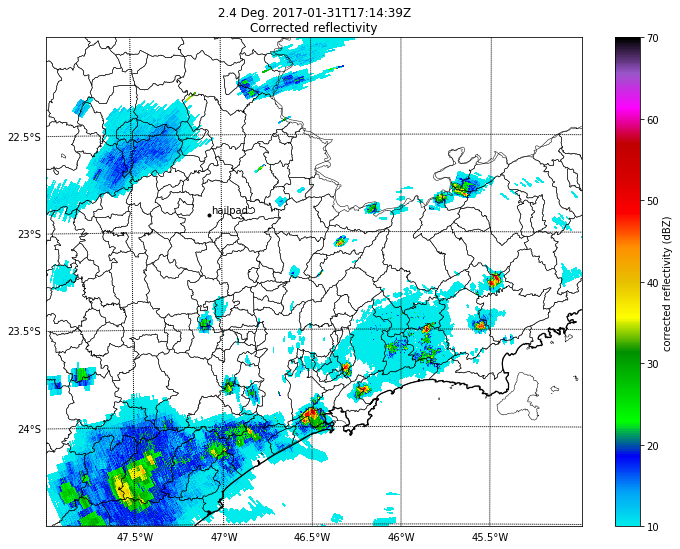 2.4 Deg. 2017-01-31T17:14:39Z
Corrected reflectivity
22.5°S
23°S
23.5°S
24°S
hailpad
47.5°W
47°W
46.5°W
46°W
45.5°W
70
60
50
40
30
20
10
corrected reflectivity (dBZ)